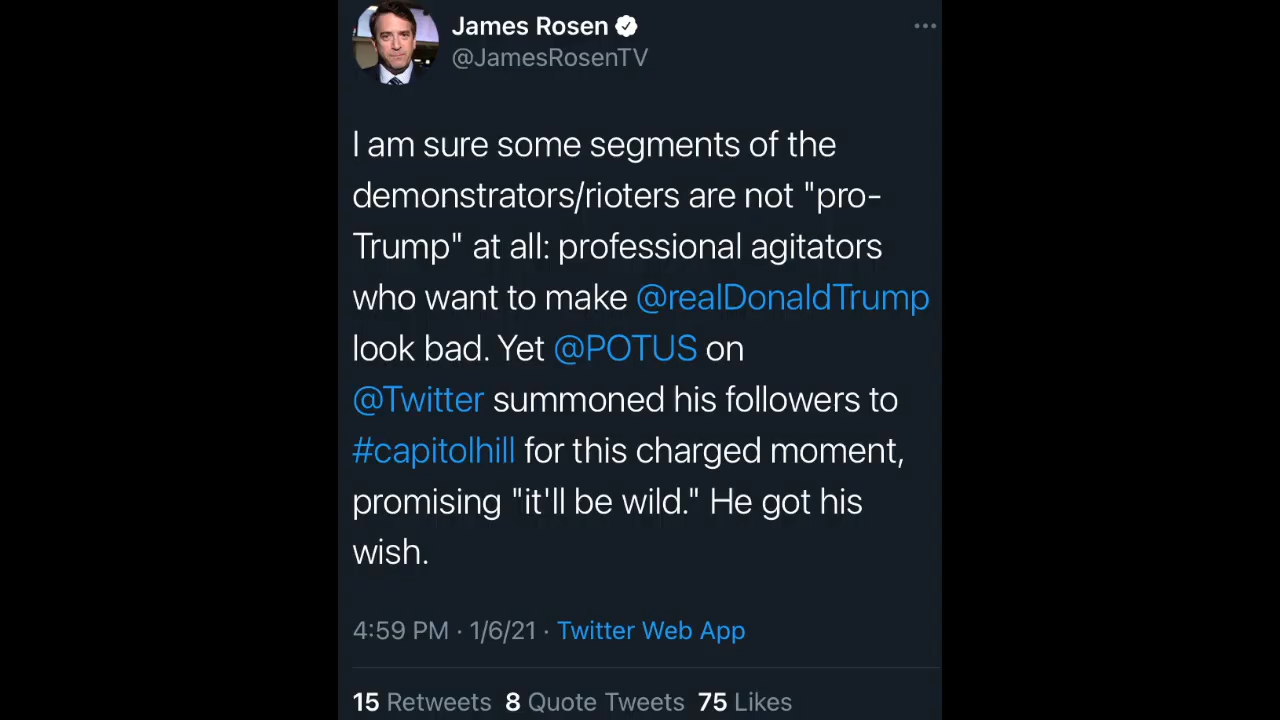 James Rosen
@JamesRosenTV
I am sure some segments of the
demonstrators/rioters are not "pro-
Trump" at all: professional agitators
who want to make @realDonaldTrump
look bad. Yet @POTUS on
@Twitter summoned his followers to
#capitolhill for this charged moment,
promising "it'll be wild." He got his
wish.
4:59 PM · 1/6/21 · Twitter Web App
15 Retweets 8 Quote Tweets 75 Likes